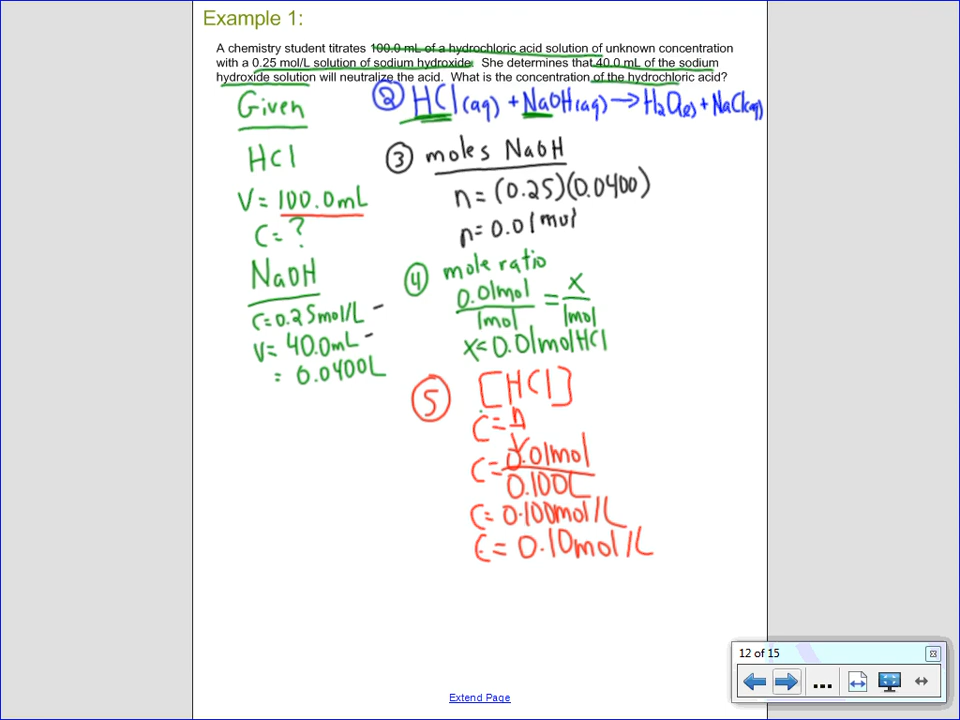 Example 1:
A chemistry student titrates 100.0 mL of a hydrochloric acid solution of unknown concentration
with a 0.25 mol/L solution of sodium hydroxide. She determines that 40.0 mL of the sodium
hydroxide solution will neutralize the acid. What is the concentration of the hydrochloric acid?
Given
HCl
V = 100.0mL
C = ?
NaOH
C=0.25mol/L
V= 40.0mL
= 0.0400L
② HCl(aq) + NaOH(aq) → H₂O(l) + NaCl(aq)
③ moles NaOH
n = (0.25)(0.0400)
n = 0.01mol
④ mole ratio
0.01mol/1mol = x/1mol
x = 0.01molHCl
⑤ [HCl]
C = n/V
C = 0.01mol/0.100L
C = 0.100mol/L
C = 0.10mol/L
Extend Page
12 of 15